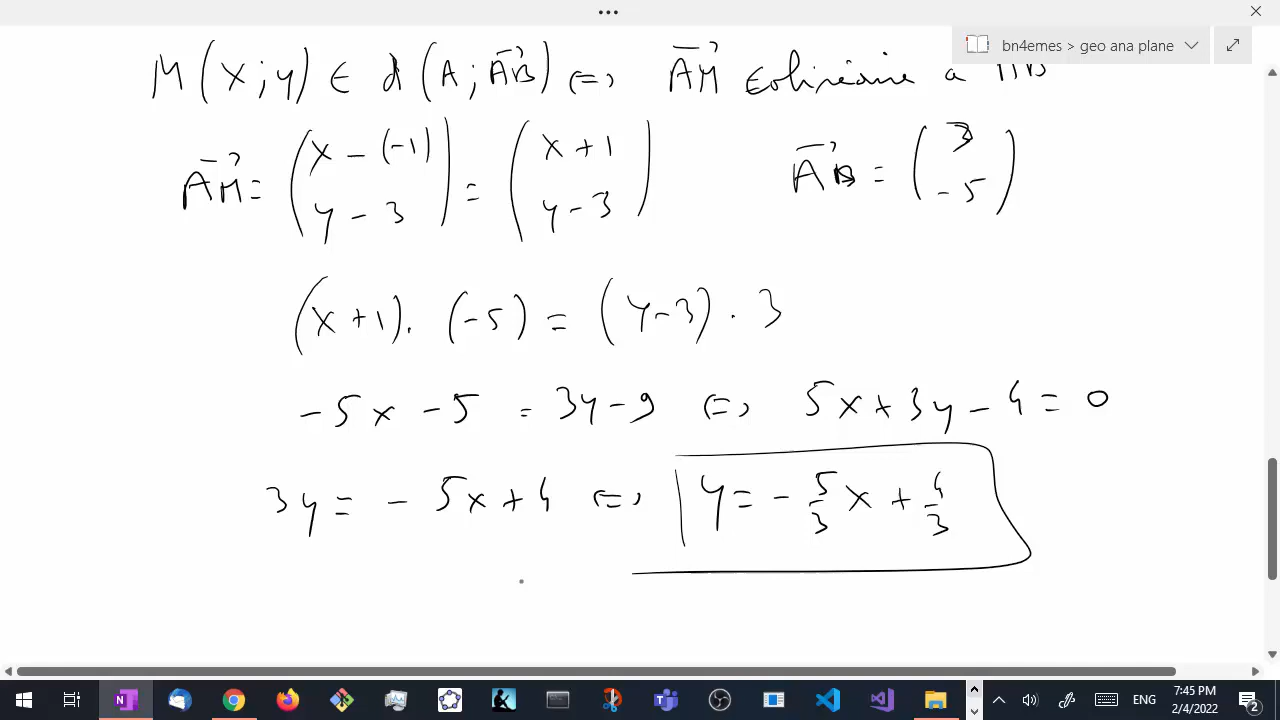 bn4emes > geo ana plane
M(x;y) ∈ d(A;AB⃗) ⇔ AM⃗ colinéaire à AB
AM⃗ = (x - (-1) y - 3) = (x + 1 y - 3) AB⃗ = (3 -5)
(x + 1) · (-5) = (y - 3) · 3
-5x - 5 = 3y - 9 ⇔ 5x + 3y - 4 = 0
3y = -5x + 4 ⇔ y = -5/3 x + 4/3
ENG
7:45 PM
2/4/2022
2